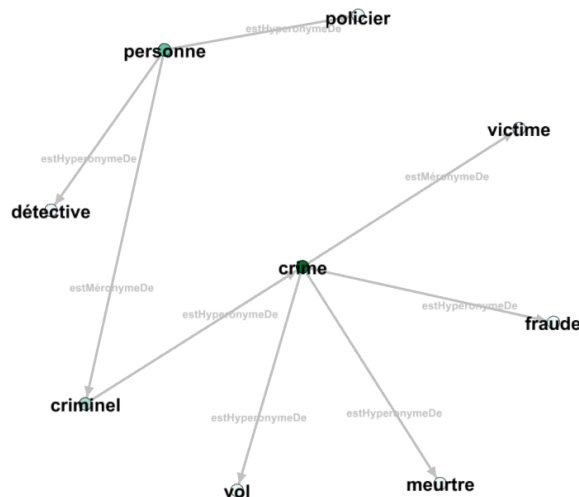 policier
estHyperonymeDe
personne
victime
estHyperonymeDe
estMéronymeDe
détective
crime
estMéronymeDe
estHyperonymeDe
estHyperonymeDe
fraude
criminel
estHyperonymeDe
estHyperonymeDe
vol
meurtre